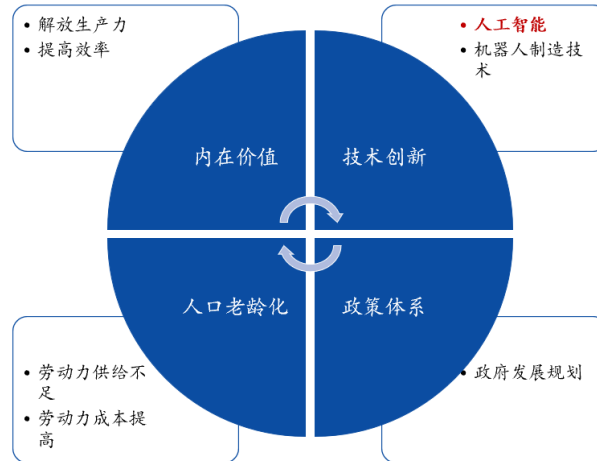 解放生产力
提高效率
人工智能
机器人制造技
术
内在价值
技术创新
人口老龄化
政策体系
劳动力供给不
足
劳动力成本提
高
政府发展规划